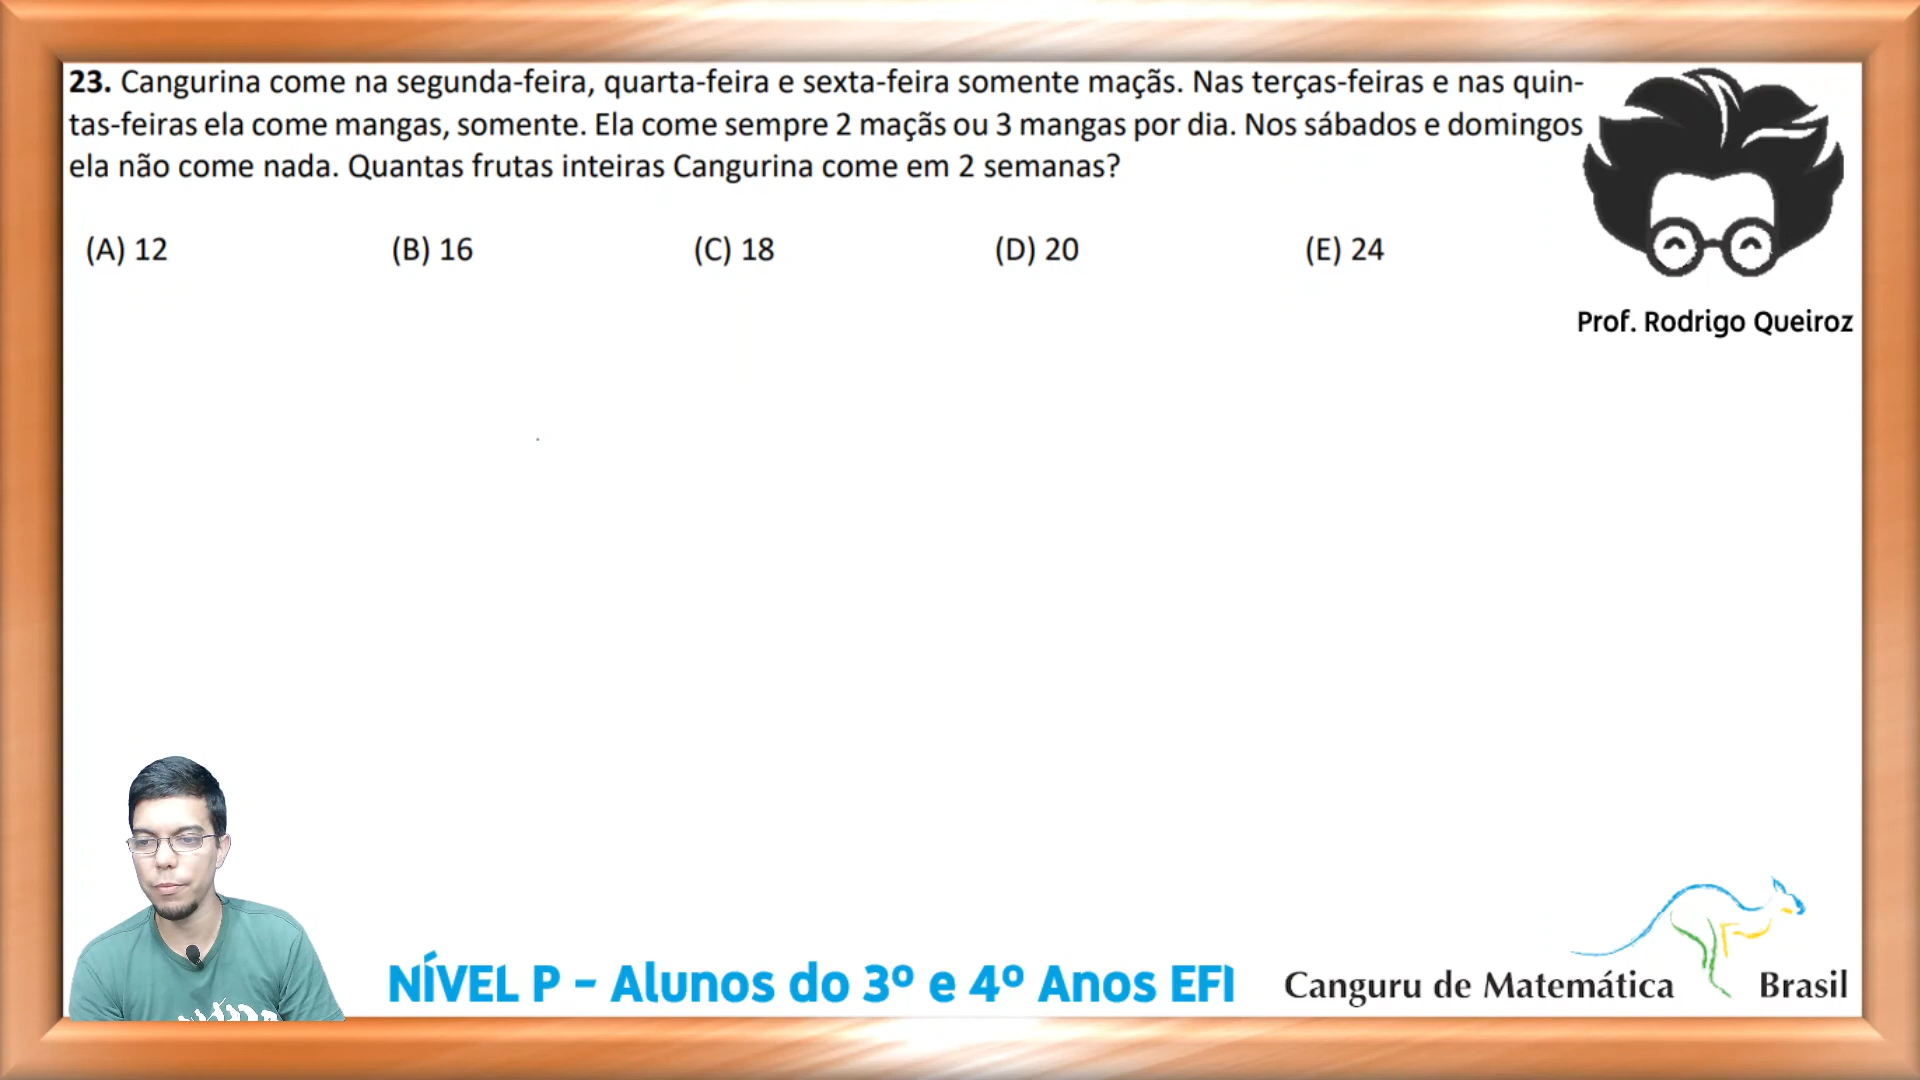 23. Cangurina come na segunda-feira, quarta-feira e sexta-feira somente maçãs. Nas terças-feiras e nas quin-
tas-feiras ela come mangas, somente. Ela come sempre 2 maçãs ou 3 mangas por dia. Nos sábados e domingos
ela não come nada. Quantas frutas inteiras Cangurina come em 2 semanas?
(A) 12 (B) 16 (C) 18 (D) 20 (E) 24
Prof. Rodrigo Queiroz
NÍVEL P - Alunos do 3º e 4º Anos EFI
Canguru de Matemática Brasil